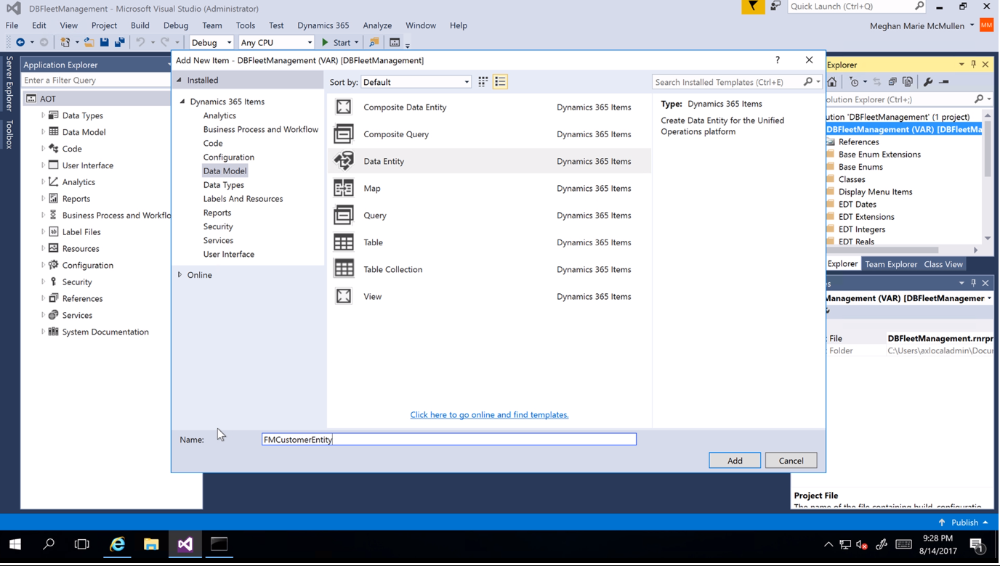 DBFleetManagement - Microsoft Visual Studio (Administrator)
Quick Launch (Ctrl+Q)
File Edit View Project Build Debug Team Tools Test Dynamics 365 Analyze Window Help
Meghan Marie McMullen MM
Debug Any CPU Start
Server Explorer
Toolbox
Application Explorer
Enter a Filter Query
AOT
Data Types
Data Model
Code
User Interface
Analytics
Reports
Business Process and Workflo
Label Files
Resources
Configuration
Security
References
Services
System Documentation
Add New Item - DBFleetManagement (VAR) [DBFleetManagement]
?
Installed
Dynamics 365 Items
Analytics
Business Process and Workflow
Code
Configuration
Data Model
Data Types
Labels And Resources
Reports
Security
Services
User Interface
Online
Sort by: Default
Search Installed Templates (Ctrl+E)
Composite Data Entity Dynamics 365 Items
Composite Query Dynamics 365 Items
Data Entity Dynamics 365 Items
Map Dynamics 365 Items
Query Dynamics 365 Items
Table Dynamics 365 Items
Table Collection Dynamics 365 Items
View Dynamics 365 Items
Click here to go online and find templates.
Type: Dynamics 365 Items
Create Data Entity for the Unified
Operations platform
Name: FMCustomerEntity
Add Cancel
Explorer
olution Explorer (Ctrl+;)
ution 'DBFleetManagement' (1 project)
DBFleetManagement (VAR) [DBFleetMa
References
Base Enum Extensions
Base Enums
Classes
Display Menu Items
EDT Dates
EDT Extensions
EDT Integers
EDT Reals
Explorer Team Explorer Class View
es
Management (VAR) [DBFleetManagemer
File DBFleetManagement.rnrpr
Folder C:\Users\axlocaladmin\Docu
Project File
The name of the file containing build, configuratio
Publish
9:28 PM
8/14/2017
1